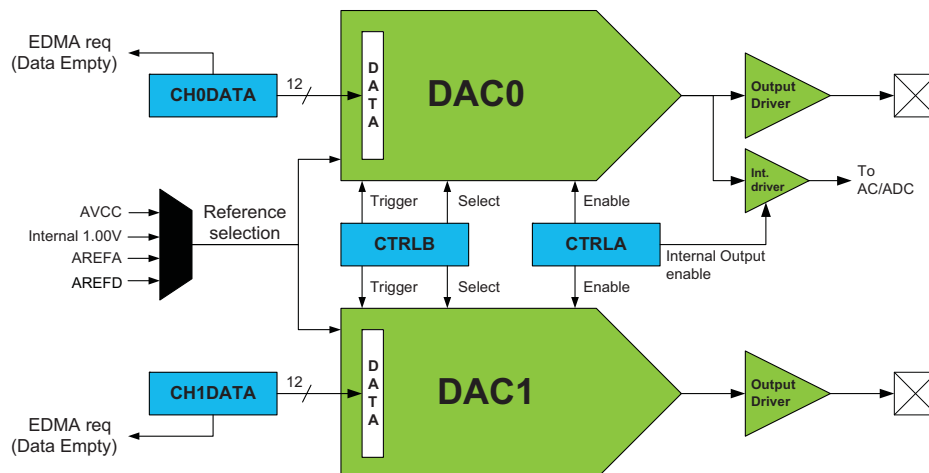 EDMA req
(Data Empty)
CH0DATA
12
D
A
T
A
DAC0
Output
Driver
Int.
driver
To
AC/ADC
AVCC
Internal 1.00V
AREFA
AREFD
Reference
selection
Trigger
Select
Enable
CTRLB
CTRLA
Internal Output
enable
Trigger
Select
Enable
CH1DATA
12
D
A
T
A
DAC1
Output
Driver
EDMA req
(Data Empty)